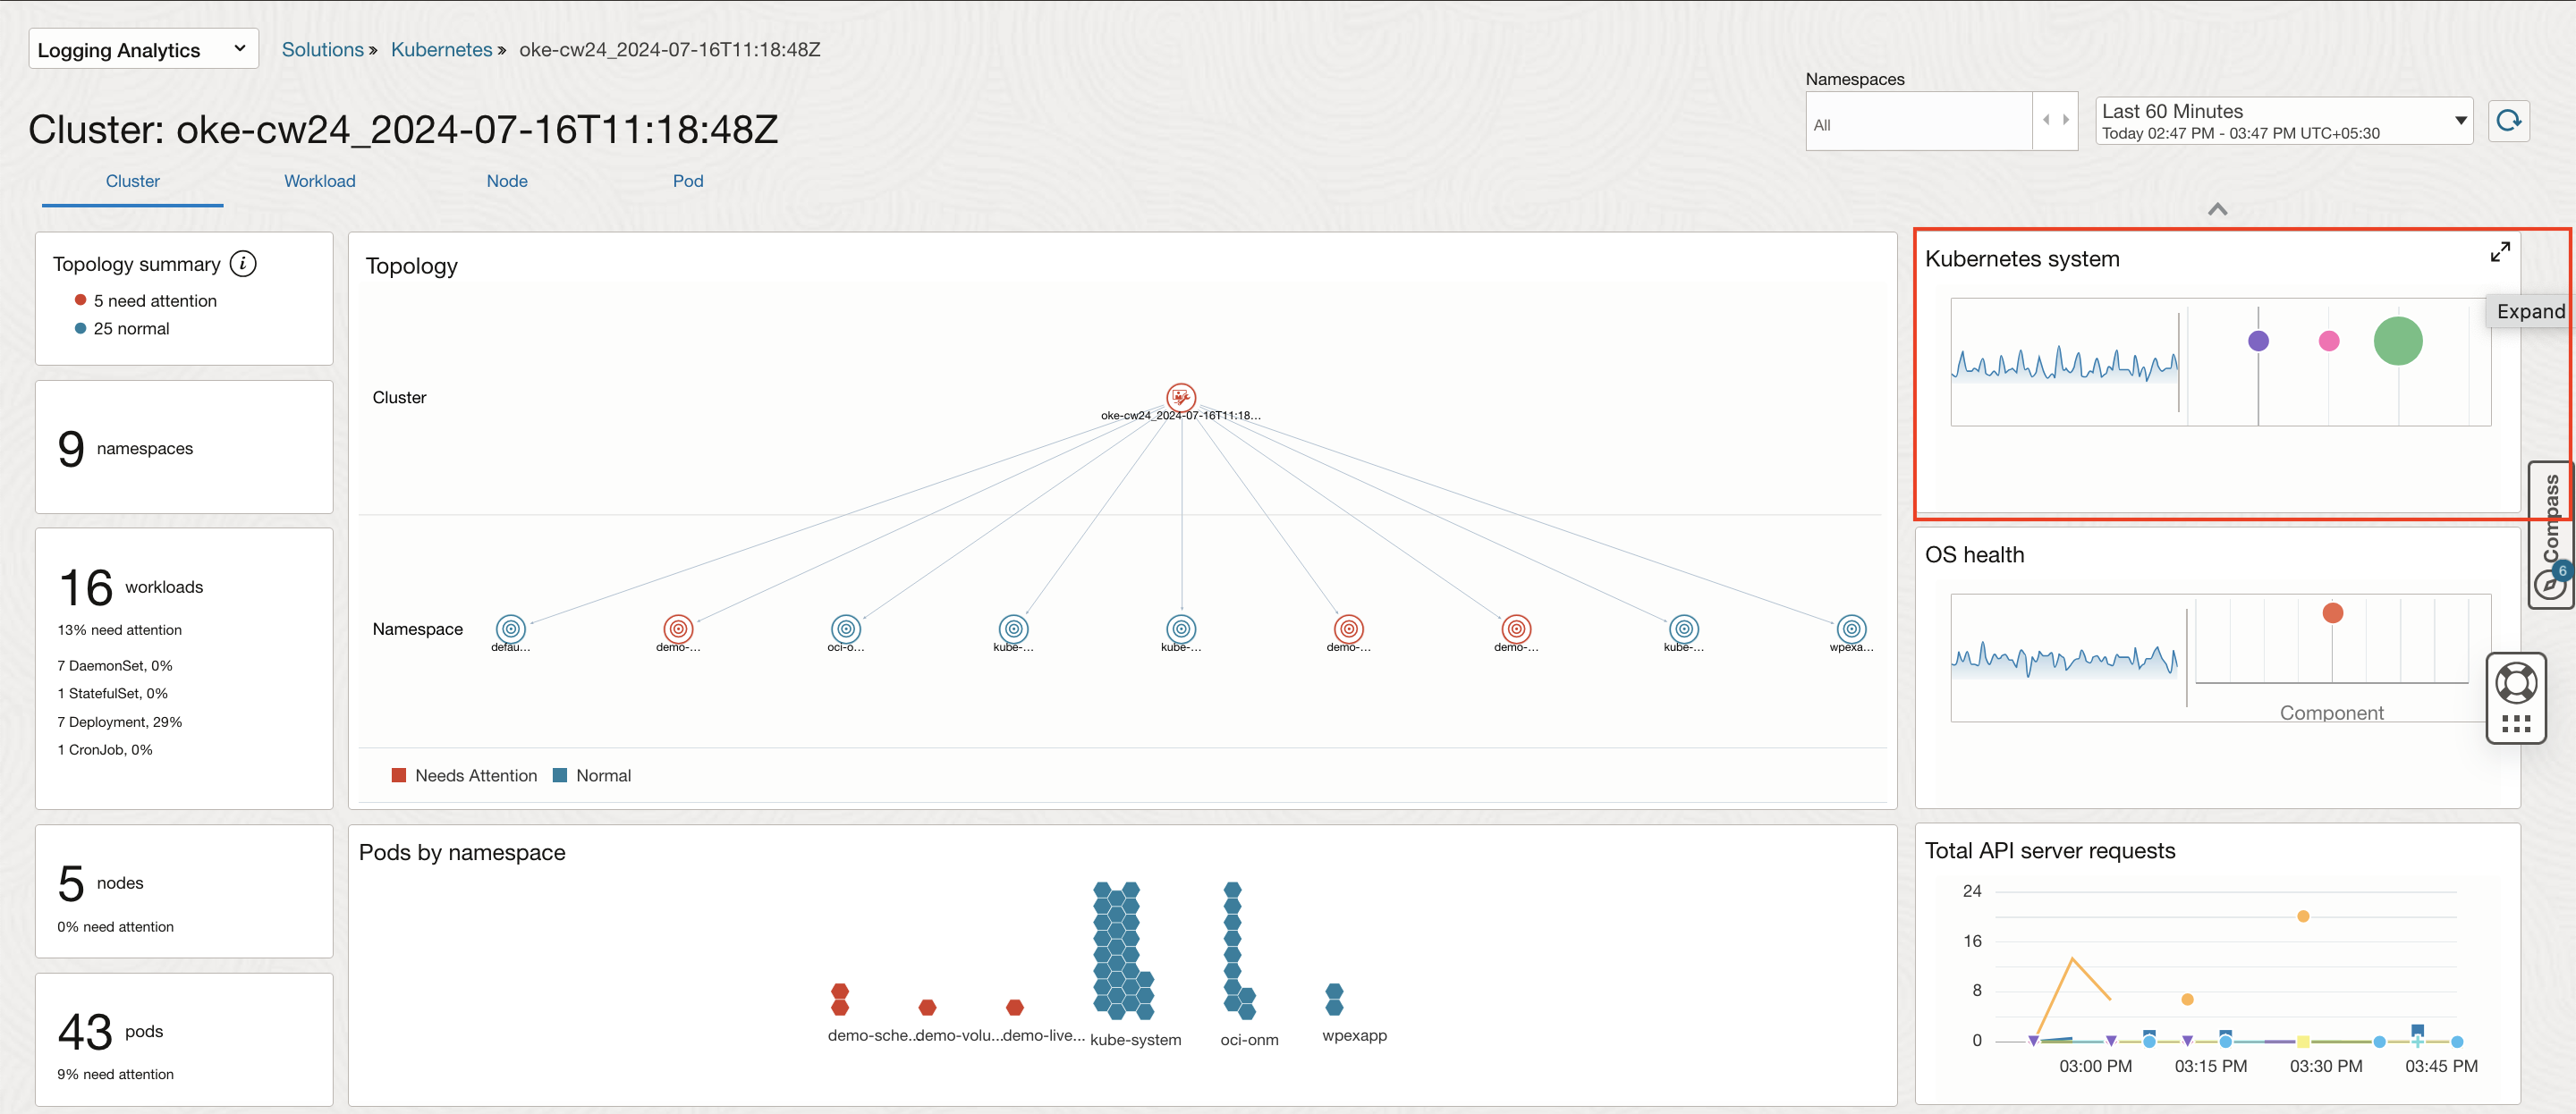 Logging Analytics
Solutions » Kubernetes » oke-cw24_2024-07-16T11:18:48Z
Namespaces
All
Last 60 Minutes
Today 02:47 PM - 03:47 PM UTC+05:30
Cluster: oke-cw24_2024-07-16T11:18:48Z
Cluster
Workload
Node
Pod
Topology summary i
5 need attention
25 normal
9 namespaces
16 workloads
13% need attention
7 DaemonSet, 0%
1 StatefulSet, 0%
7 Deployment, 29%
1 CronJob, 0%
5 nodes
0% need attention
43 pods
9% need attention
Topology
Cluster
oke-cw24_2024-07-16T11:18...
Namespace
defau...
demo-...
oci-o...
kube-...
kube-...
demo-...
demo-...
kube-...
wpexa...
Needs Attention
Normal
Pods by namespace
demo-sche...
demo-volu...
demo-live...
kube-system
oci-onm
wpexapp
Kubernetes system
Expand
Compass
6
OS health
Component
Total API server requests
24
16
8
0
03:00 PM
03:15 PM
03:30 PM
03:45 PM